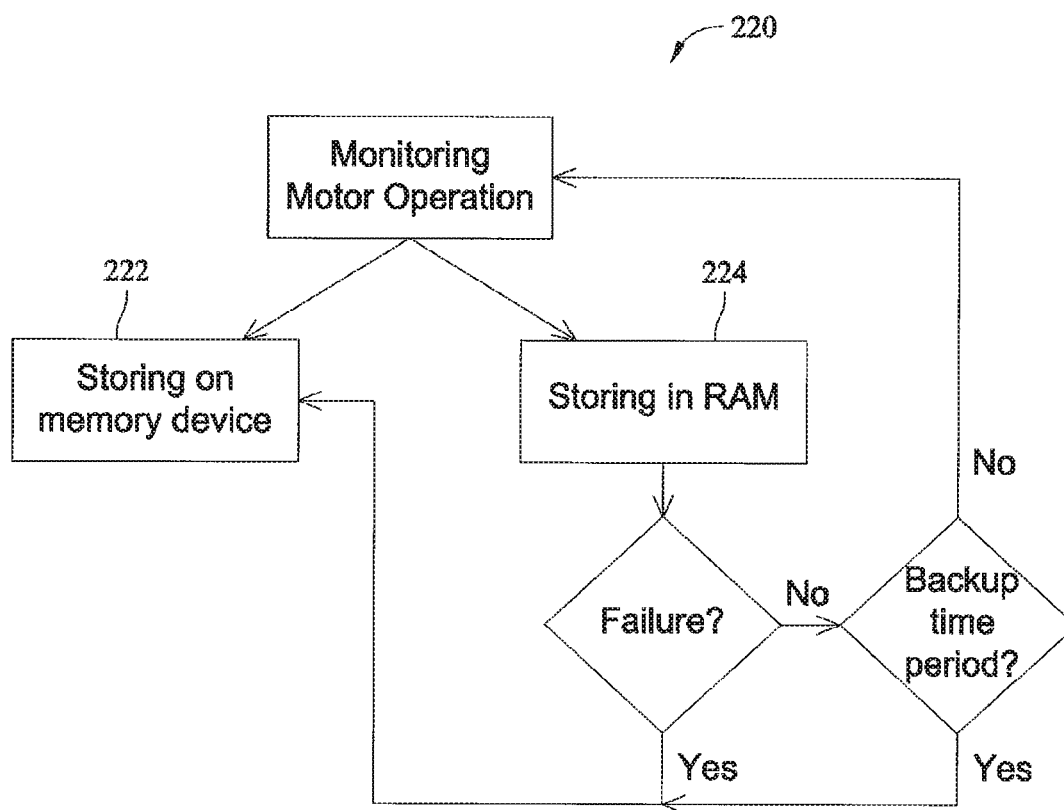 220
Monitoring
Motor Operation
222
224
Storing on
memory device
Storing in RAM
No
Failure?
No
Backup
time
period?
Yes
Yes